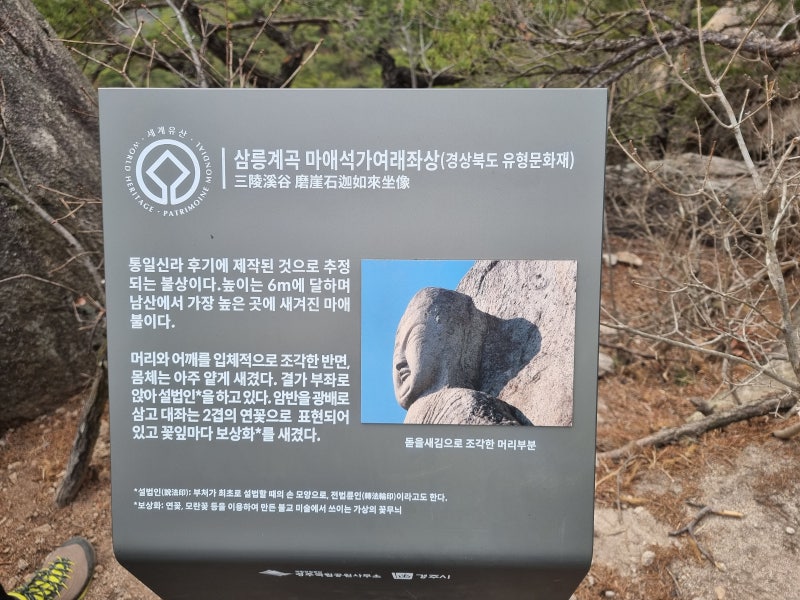 · 세계유산 ·
WORLD HERITAGE · PATRIMOINE MONDIAL
삼릉계곡 마애석가여래좌상(경상북도 유형문화재)
三陵溪谷 磨崖石迦如來坐像
통일신라 후기에 제작된 것으로 추정
되는 불상이다.높이는 6m에 달하며
남산에서 가장 높은 곳에 새겨진 마애
불이다.
머리와 어깨를 입체적으로 조각한 반면,
몸체는 아주 얕게 새겼다. 결가 부좌로
앉아 설법인*을 하고 있다. 암반을 광배로
삼고 대좌는 2겹의 연꽃으로 표현되어
있고 꽃잎마다 보상화*를 새겼다.
돋을새김으로 조각한 머리부분
*설법인(說法印): 부처가 최초로 설법할 때의 손 모양으로, 전법륜인(轉法輪印)이라고도 한다.
*보상화: 연꽃, 모란꽃 등을 이용하여 만든 불교 미술에서 쓰이는 가상의 꽃무늬
경주시